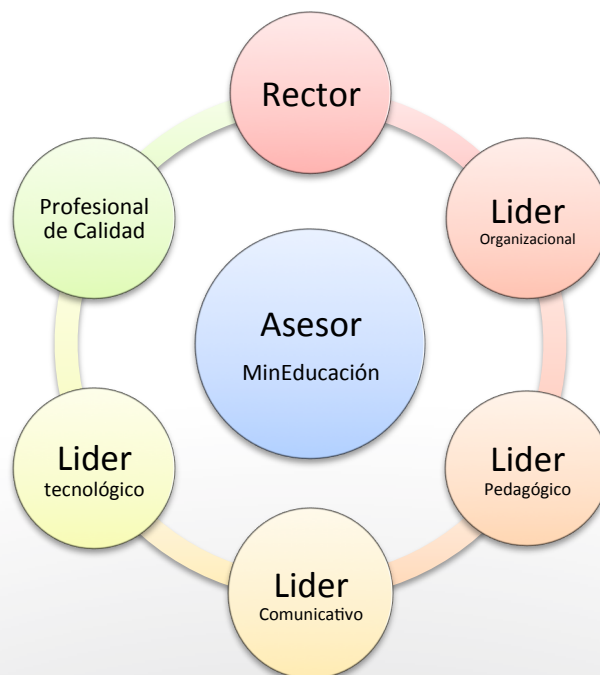 Rector
Lider
Organizacional
Lider
Pedagógico
Lider
Comunicativo
Lider
tecnológico
Profesional
de Calidad
Asesor
MinEducación